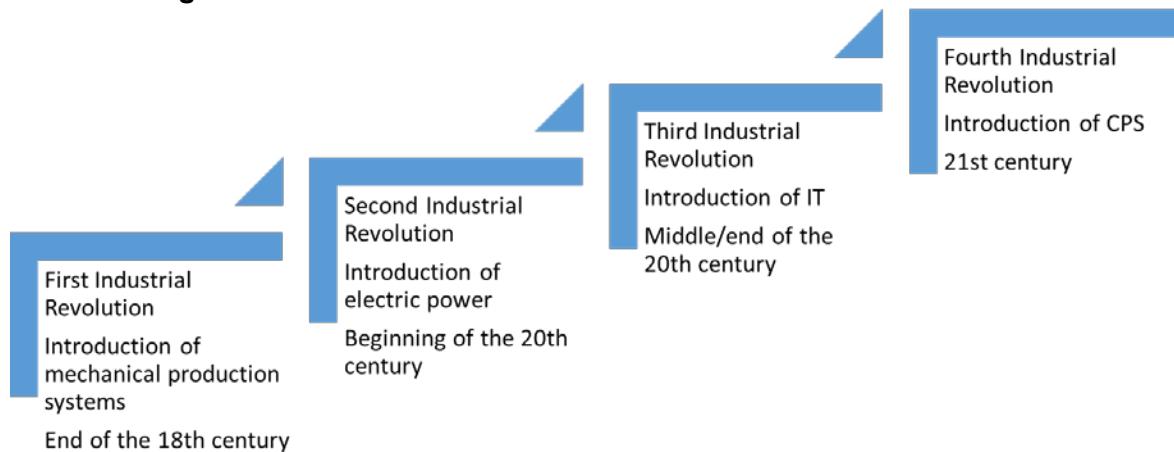 First Industrial
Revolution
Introduction of
mechanical production
systems
End of the 18th century
Second Industrial
Revolution
Introduction of
electric power
Beginning of the 20th
century
Third Industrial
Revolution
Introduction of IT
Middle/end of the
20th century
Fourth Industrial
Revolution
Introduction of CPS
21st century